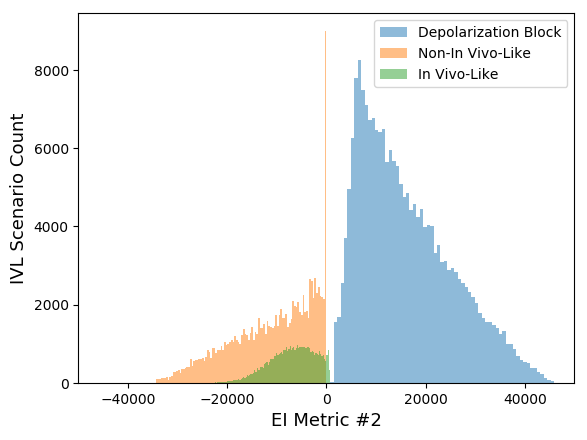 Depolarization Block
Non-In Vivo-Like
In Vivo-Like
IVL Scenario Count
8000
6000
4000
2000
0
−40000 −20000 0 20000 40000
EI Metric #2